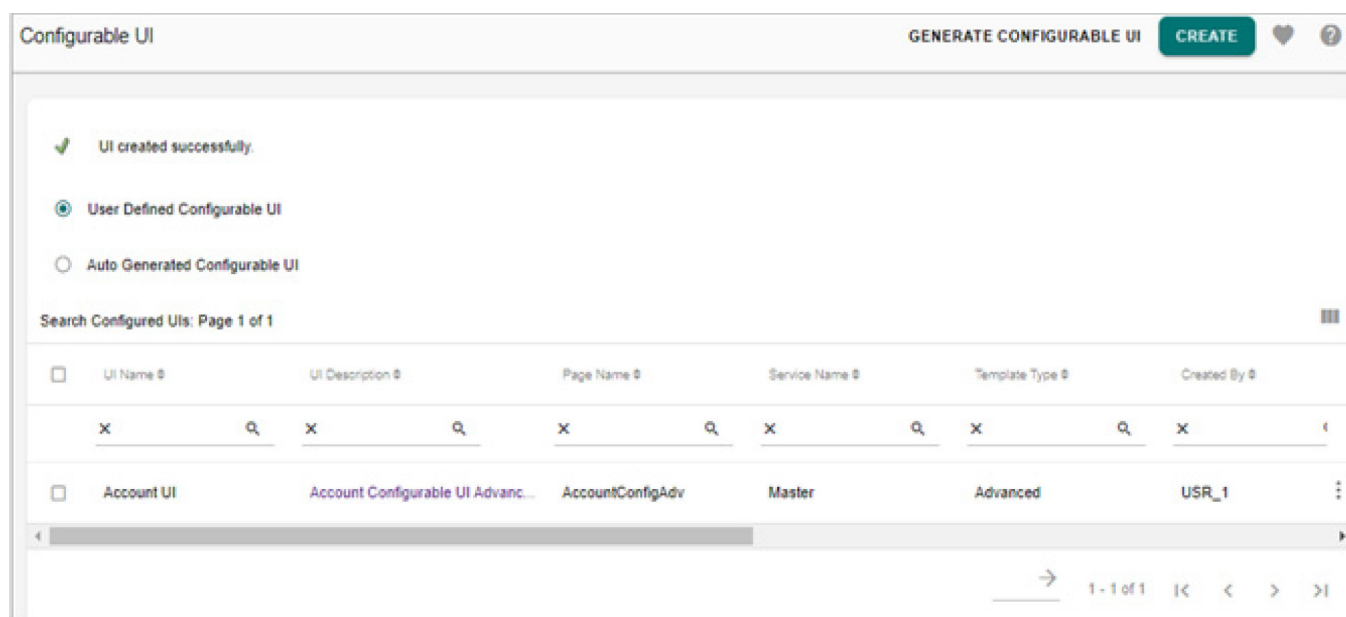 Configurable UI GENERATE CONFIGURABLE UI CREATE
UI created successfully.
User Defined Configurable UI
Auto Generated Configurable UI
Search Configured UIs: Page 1 of 1
UI Name UI Description Page Name Service Name Template Type Created By
Account UI Account Configurable UI Advanc... AccountConfigAdv Master Advanced USR_1
1 - 1 of 1